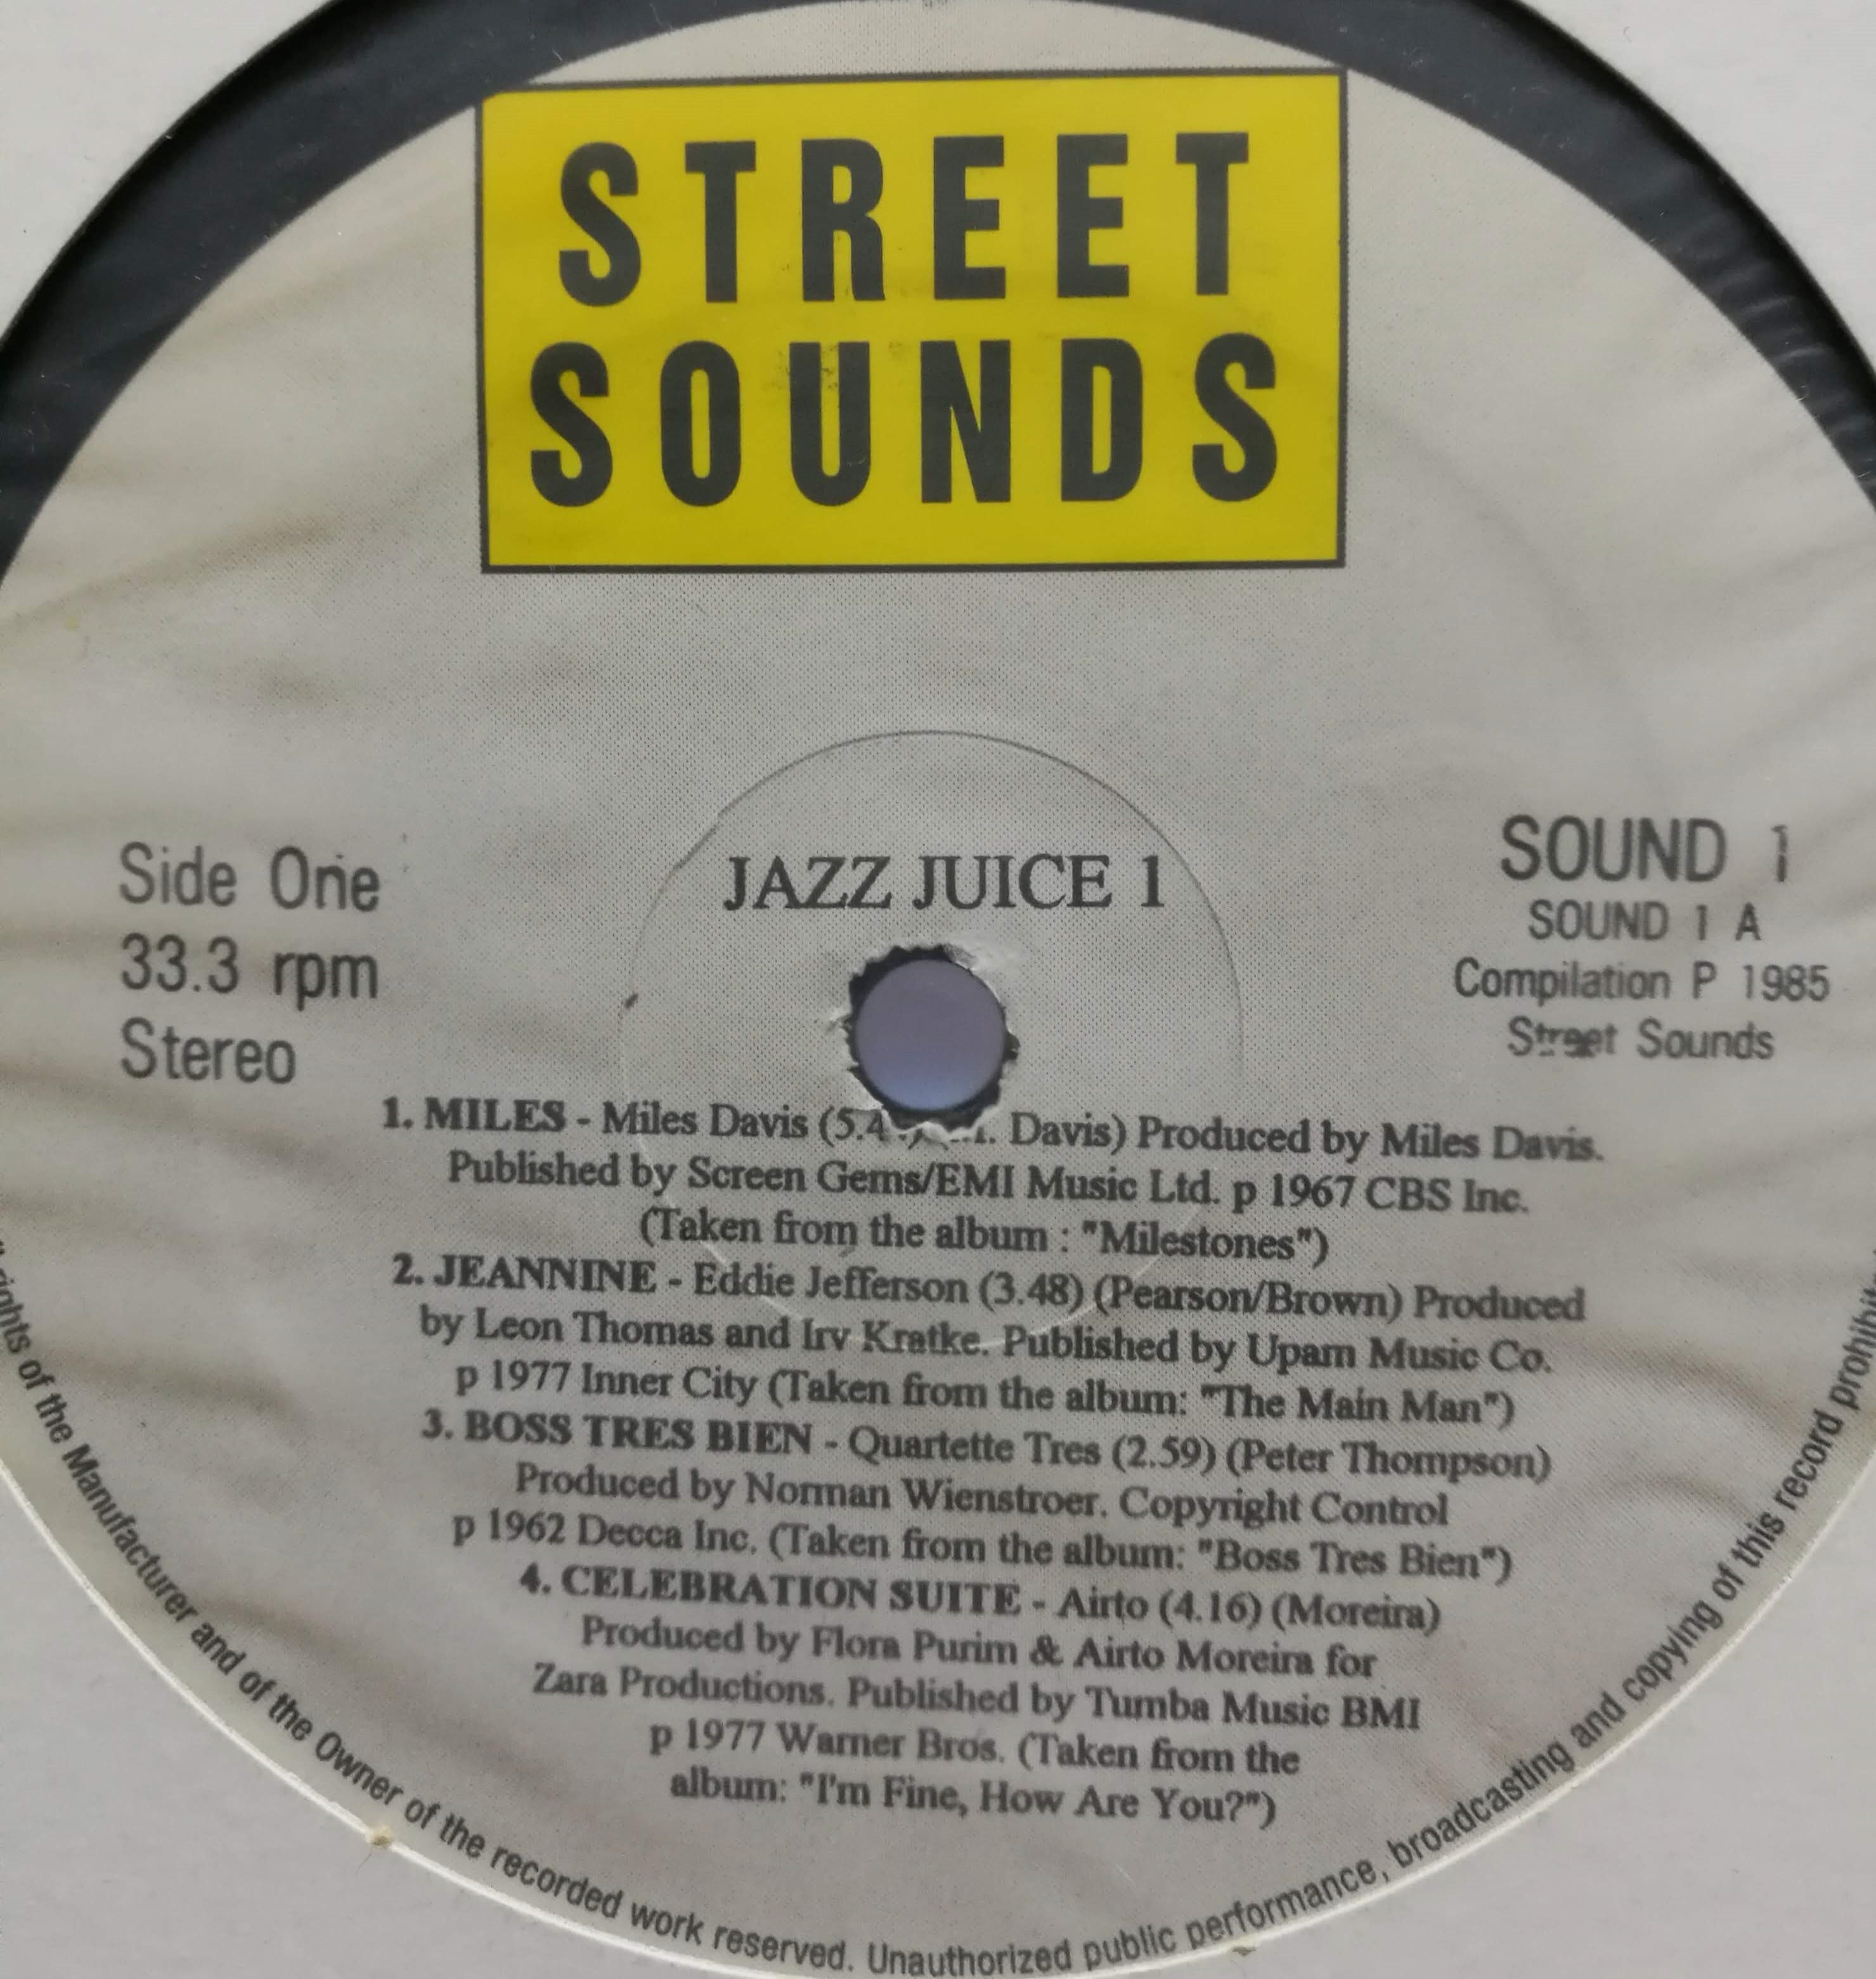 STREET
SOUNDS
JAZZ JUICE 1
Side One
33.3 rpm
Stereo
SOUND 1
SOUND 1 A
Compilation P 1985
Street Sounds
1. MILES - Miles Davis Davis) Produced by Miles Davis.
Published by Screen Gems/EMI Music Ltd. p 1967 CBS Inc.
(Taken from the album : "Milestones")
2. JEANNINE - Eddie Jefferson (3.48) (Pearson/Brown) Produced
by Leon Thomas and Irv Kratke. Published by Upam Music Co.
p 1977 Inner City (Taken from the album: "The Main Man")
3. BOSS TRES BIEN - Quartette Tres (2.59) (Peter Thompson)
Produced by Norman Wienstroer. Copyright Control
p 1962 Decca Inc. (Taken from the album: "Boss Tres Bien")
4. CELEBRATION SUITE - Airto (4.16) (Moreira)
Produced by Flora Purim & Airto Moreira for
Zara Productions. Published by Tumba Music BMI
p 1977 Warner Bros. (Taken from the
album: "I'm Fine, How Are You?")
rights of the Manufacturer and of the Owner of the recorded work reserved. Unauthorized public performance, broadcasting and copying of this record